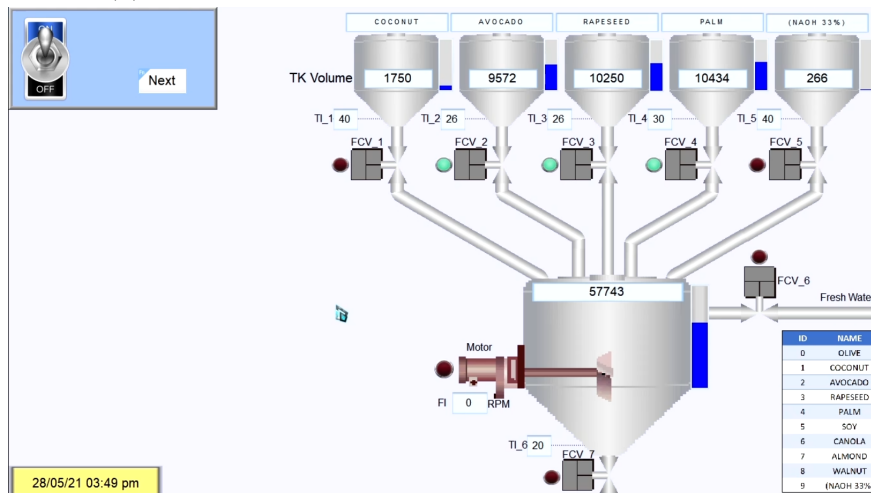 COCONUT AVOCADO RAPESEED PALM (NAOH 33%)
ON
OFF
Next
TK Volume 1750 9572 10250 10434 266
TI_1 40 TI_2 26 TI_3 26 TI_4 30 TI_5 40
FCV_1 FCV_2 FCV_3 FCV_4 FCV_5
57743
FCV_6
Fresh Wate
Motor
FI 0 RPM
TI_6 20
FCV_7
ID NAME
0 OLIVE
1 COCONUT
2 AVOCADO
3 RAPESEED
4 PALM
5 SOY
6 CANOLA
7 ALMOND
8 WALNUT
9 (NAOH 33%
28/05/21 03:49 pm